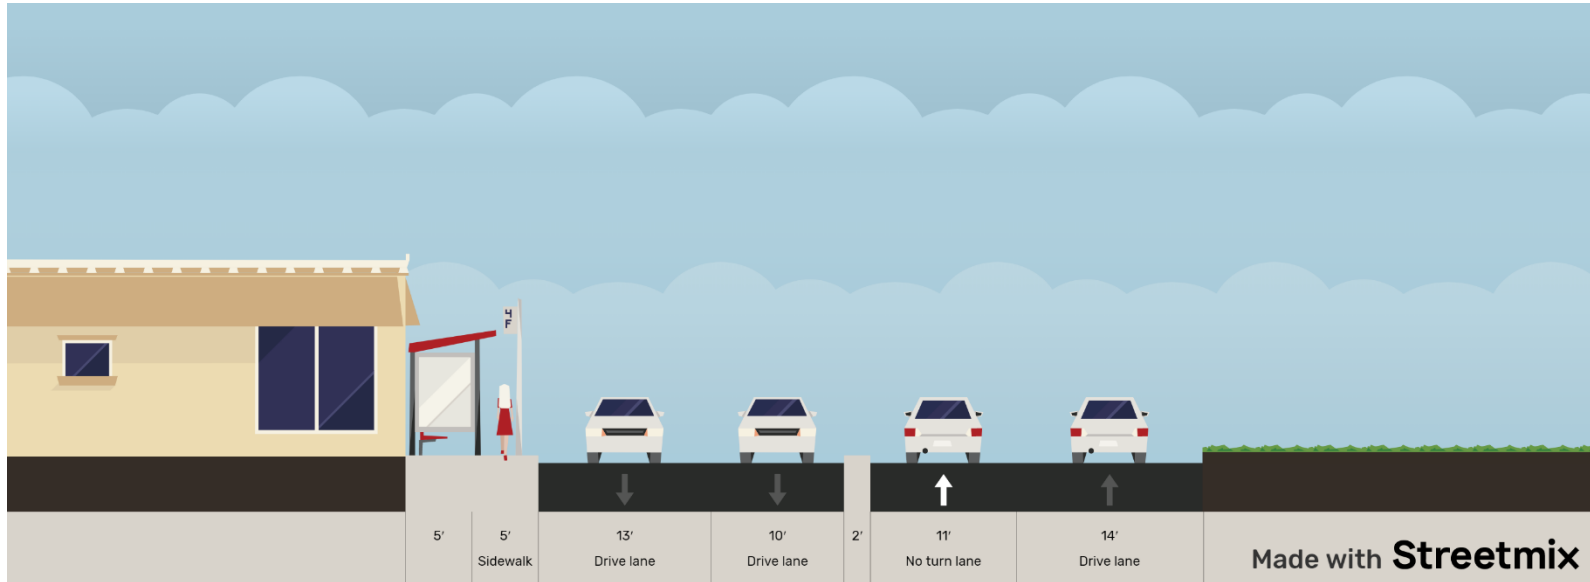 4
F
5′
5′
13′
10′
2′
11′
14′
Sidewalk
Drive lane
Drive lane
No turn lane
Drive lane
Made with Streetmix